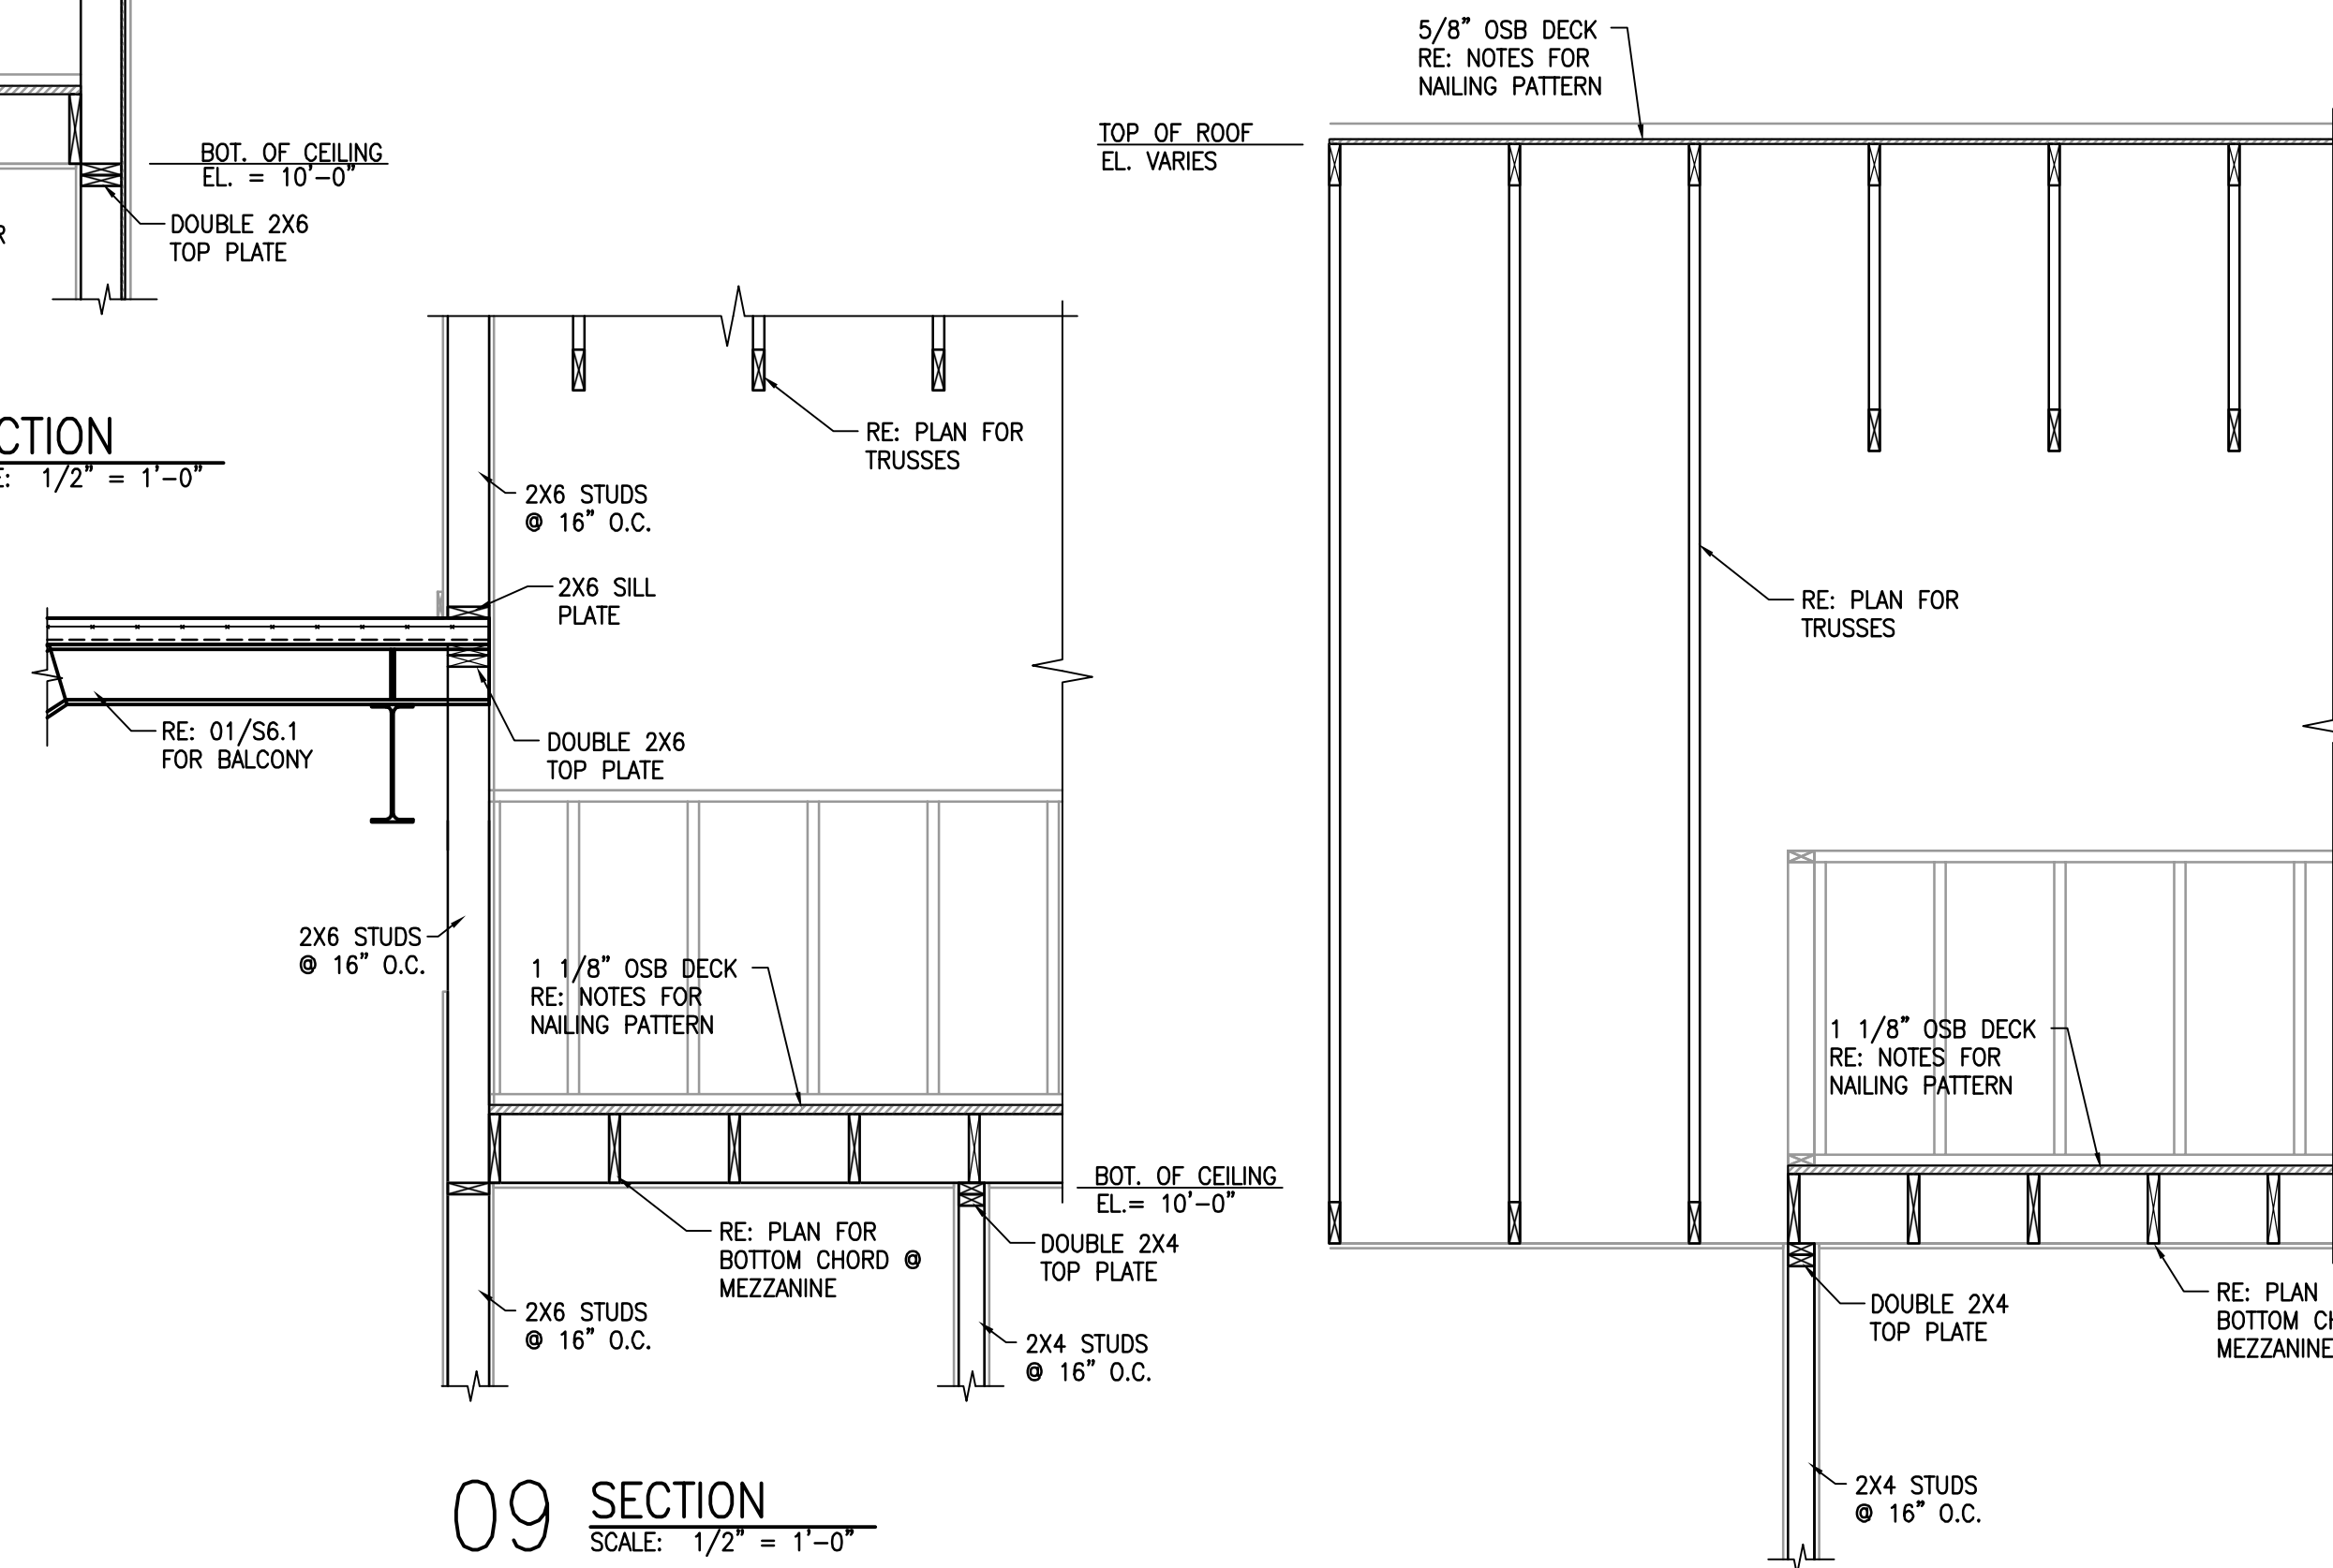 BOT. OF CEILING
EL. = 10'-0"
DOUBLE 2X6
TOP PLATE
R
CTION
E: 1/2" = 1'-0"
RE: PLAN FOR
TRUSSES
2X6 STUDS
@ 16" O.C.
2X6 SILL
PLATE
RE: 01/S6.1
FOR BALCONY
DOUBLE 2X6
TOP PLATE
2X6 STUDS
@ 16" O.C.
1 1/8" OSB DECK
RE: NOTES FOR
NAILING PATTERN
BOT. OF CEILING
EL.= 10'-0"
RE: PLAN FOR
BOTTOM CHORD @
MEZZANINE
DOUBLE 2X4
TOP PLATE
2X6 STUDS
@ 16" O.C.
2X4 STUDS
@ 16" O.C.
09 SECTION
SCALE: 1/2" = 1'-0"
5/8" OSB DECK
RE: NOTES FOR
NAILING PATTERN
TOP OF ROOF
EL. VARIES
RE: PLAN FOR
TRUSSES
1 1/8" OSB DECK
RE: NOTES FOR
NAILING PATTERN
DOUBLE 2X4
TOP PLATE
RE: PLAN
BOTTOM CH
MEZZANINE
2X4 STUDS
@ 16" O.C.